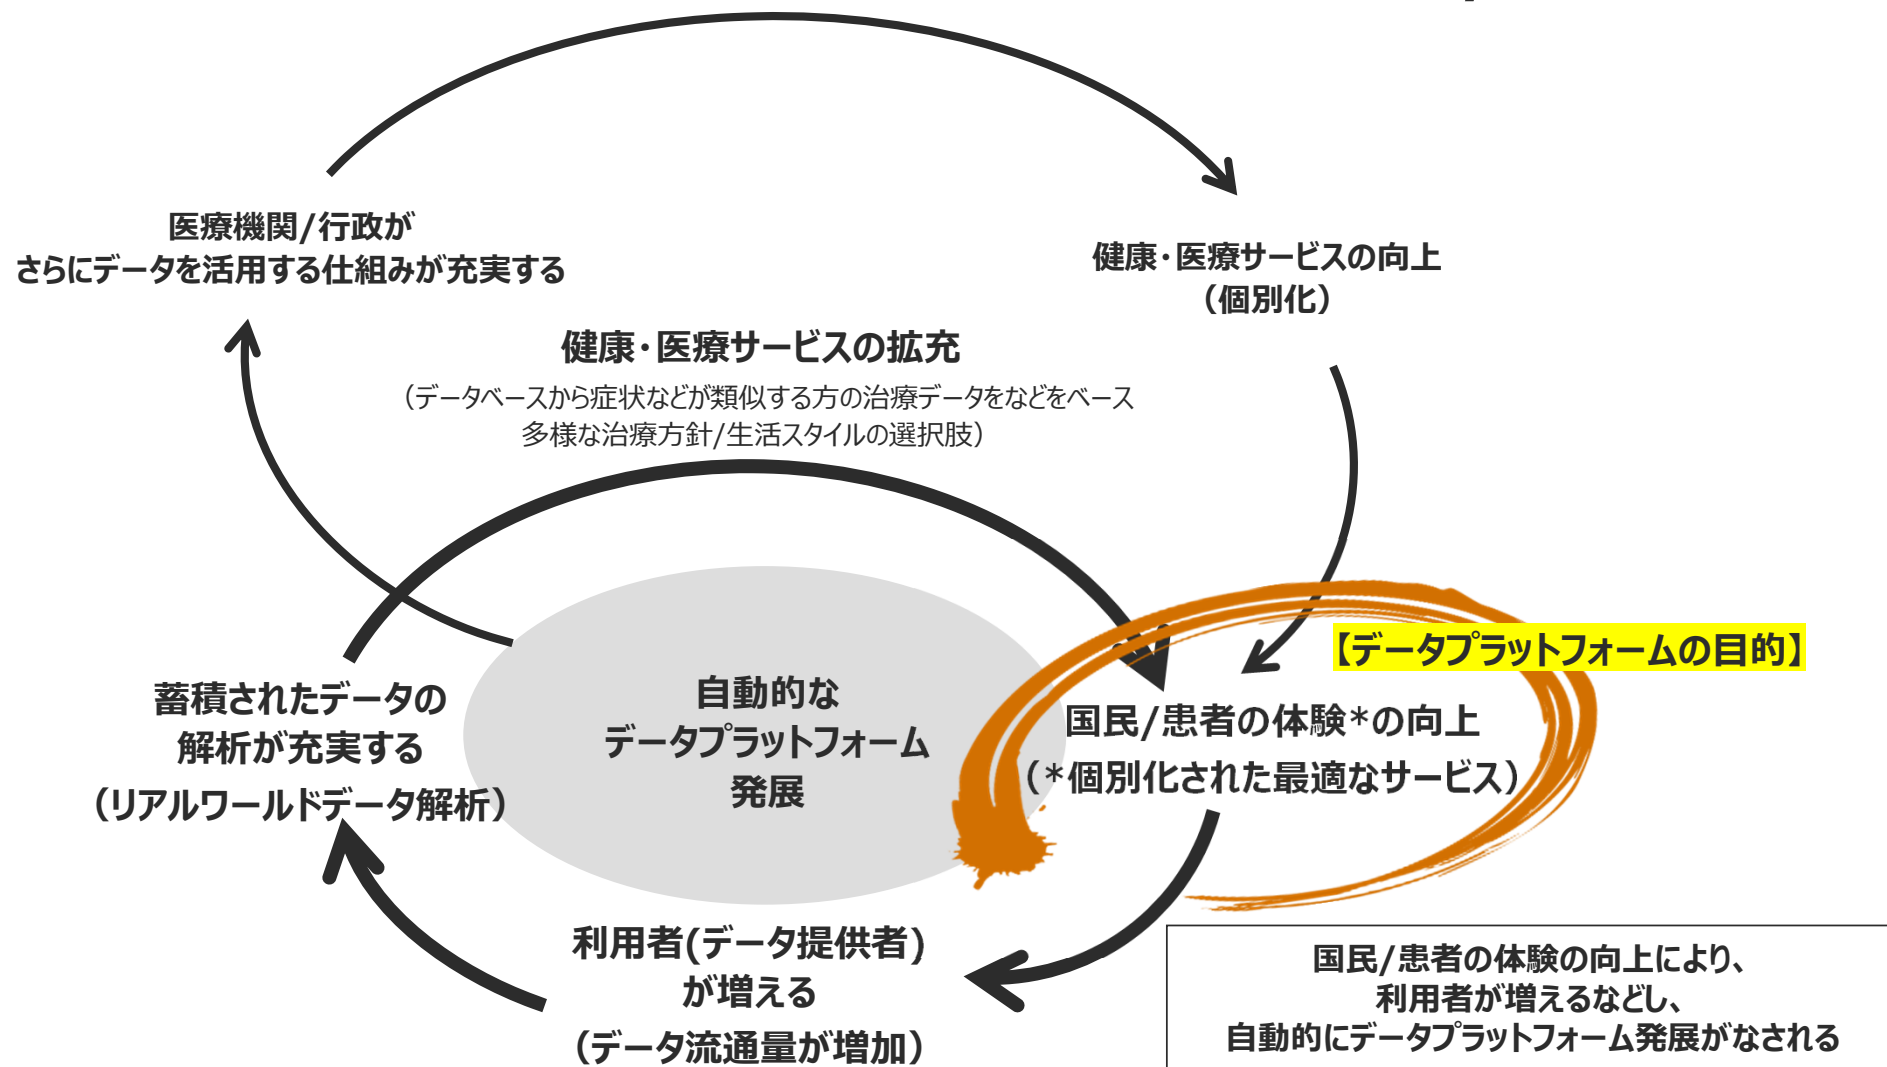 医療機関/行政が
さらにデータを活用する仕組みが充実する
健康・医療サービスの向上
（個別化）
健康・医療サービスの拡充
（データベースから症状などが類似する方の治療データをなどをベース
多様な治療方針/生活スタイルの選択肢）
【データプラットフォームの目的】
自動的な
データプラットフォーム
発展
国民/患者の体験*の向上
（*個別化された最適なサービス）
蓄積されたデータの
解析が充実する
（リアルワールドデータ解析）
利用者(データ提供者)
が増える
（データ流通量が増加）
国民/患者の体験の向上により、
利用者が増えるなどし、
自動的にデータプラットフォーム発展がなされる